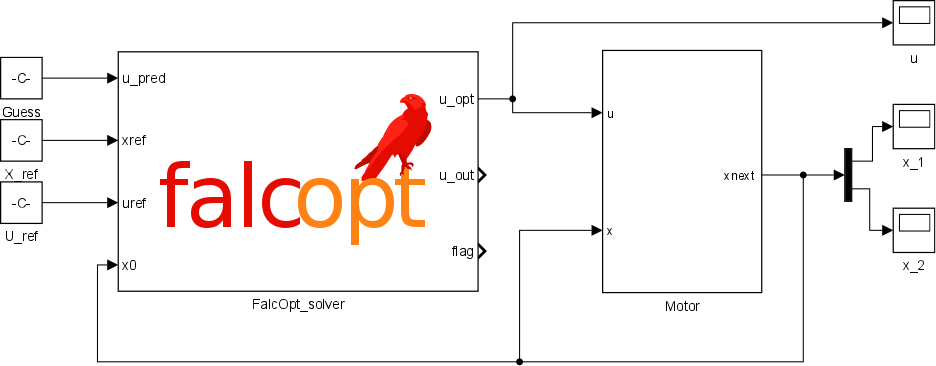 -C-
Guess
-C-
X_ref
-C-
U_ref
u_pred
xref
uref
x0
falcopt
u_opt
u_out
flag
FalcOpt_solver
u
x
xnext
Motor
u
x_1
x_2